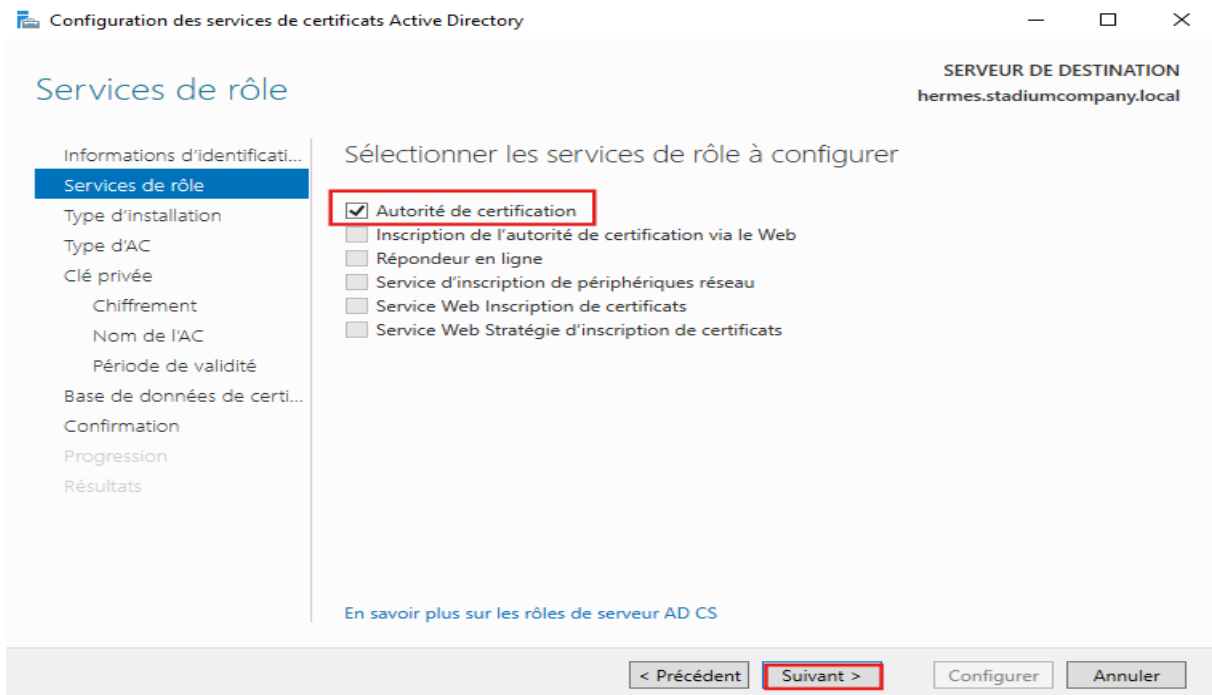 Configuration des services de certificats Active Directory
Services de rôle
SERVEUR DE DESTINATION
hermes.stadiumcompany.local
Informations d'identificati...
Services de rôle
Type d'installation
Type d'AC
Clé privée
Chiffrement
Nom de l'AC
Période de validité
Base de données de certi...
Confirmation
Progression
Résultats
Sélectionner les services de rôle à configurer
Autorité de certification
Inscription de l'autorité de certification via le Web
Répondeur en ligne
Service d'inscription de périphériques réseau
Service Web Inscription de certificats
Service Web Stratégie d'inscription de certificats
En savoir plus sur les rôles de serveur AD CS
< Précédent
Suivant >
Configurer
Annuler